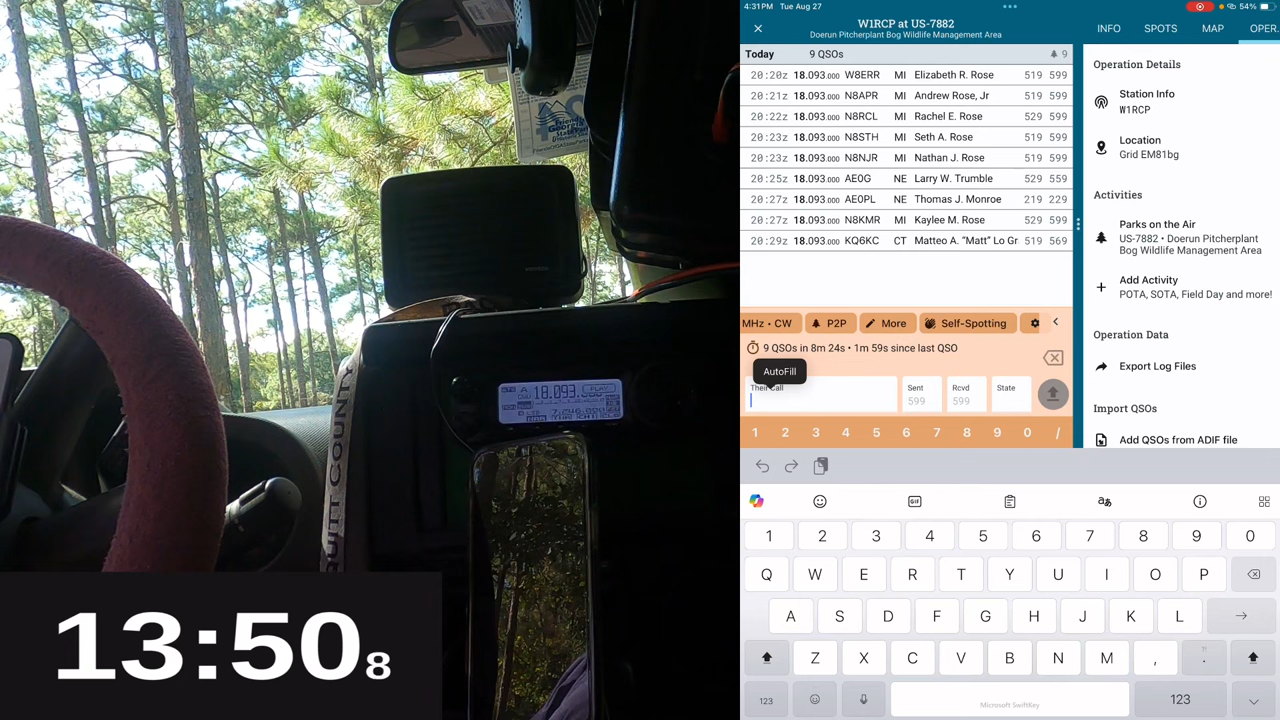 4:31PM Tue Aug 27
54%
W1RCP at US-7882
Doerun Pitcherplant Bog Wildlife Management Area
INFO SPOTS MAP OPER.
Today 9 QSOs 9
20:20z 18.093.000 W8ERR MI Elizabeth R. Rose 519 599
20:21z 18.093.000 N8APR MI Andrew Rose, Jr 519 599
20:22z 18.093.000 N8RCL MI Rachel E. Rose 529 599
20:23z 18.093.000 N8STH MI Seth A. Rose 519 599
20:23z 18.093.000 N8NJR MI Nathan J. Rose 519 599
20:25z 18.093.000 AE0G NE Larry W. Trumble 529 559
20:27z 18.093.000 AE0PL NE Thomas J. Monroe 219 229
20:27z 18.093.000 N8KMR MI Kaylee M. Rose 529 599
20:29z 18.093.000 KQ6KC CT Matteo A. “Matt” Lo Gr 519 569
MHz • CW P2P More Self-Spotting
9 QSOs in 8m 24s • 1m 59s since last QSO
AutoFill
Their Call
Sent
599
Rcvd
599
State
1 2 3 4 5 6 7 8 9 0 /
Operation Details
Station Info
W1RCP
Location
Grid EM81bg
Activities
Parks on the Air
US-7882 • Doerun Pitcherplant
Bog Wildlife Management Area
Add Activity
POTA, SOTA, Field Day and more!
Operation Data
Export Log Files
Import QSOs
Add QSOs from ADIF file
GIF
1 2 3 4 5 6 7 8 9 0
Q W E R T Y U I O P
A S D F G H J K L
Z X C V B N M , .
123 Microsoft SwiftKey 123
18.093
PLAY
13:50 8